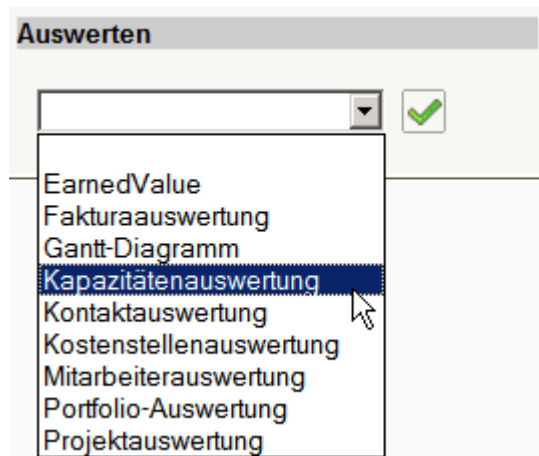 Auswerten
EarnedValue
Fakturaauswertung
Gantt-Diagramm
Kapazitätenauswertung
Kontaktauswertung
Kostenstellenauswertung
Mitarbeiterauswertung
Portfolio-Auswertung
Projektauswertung